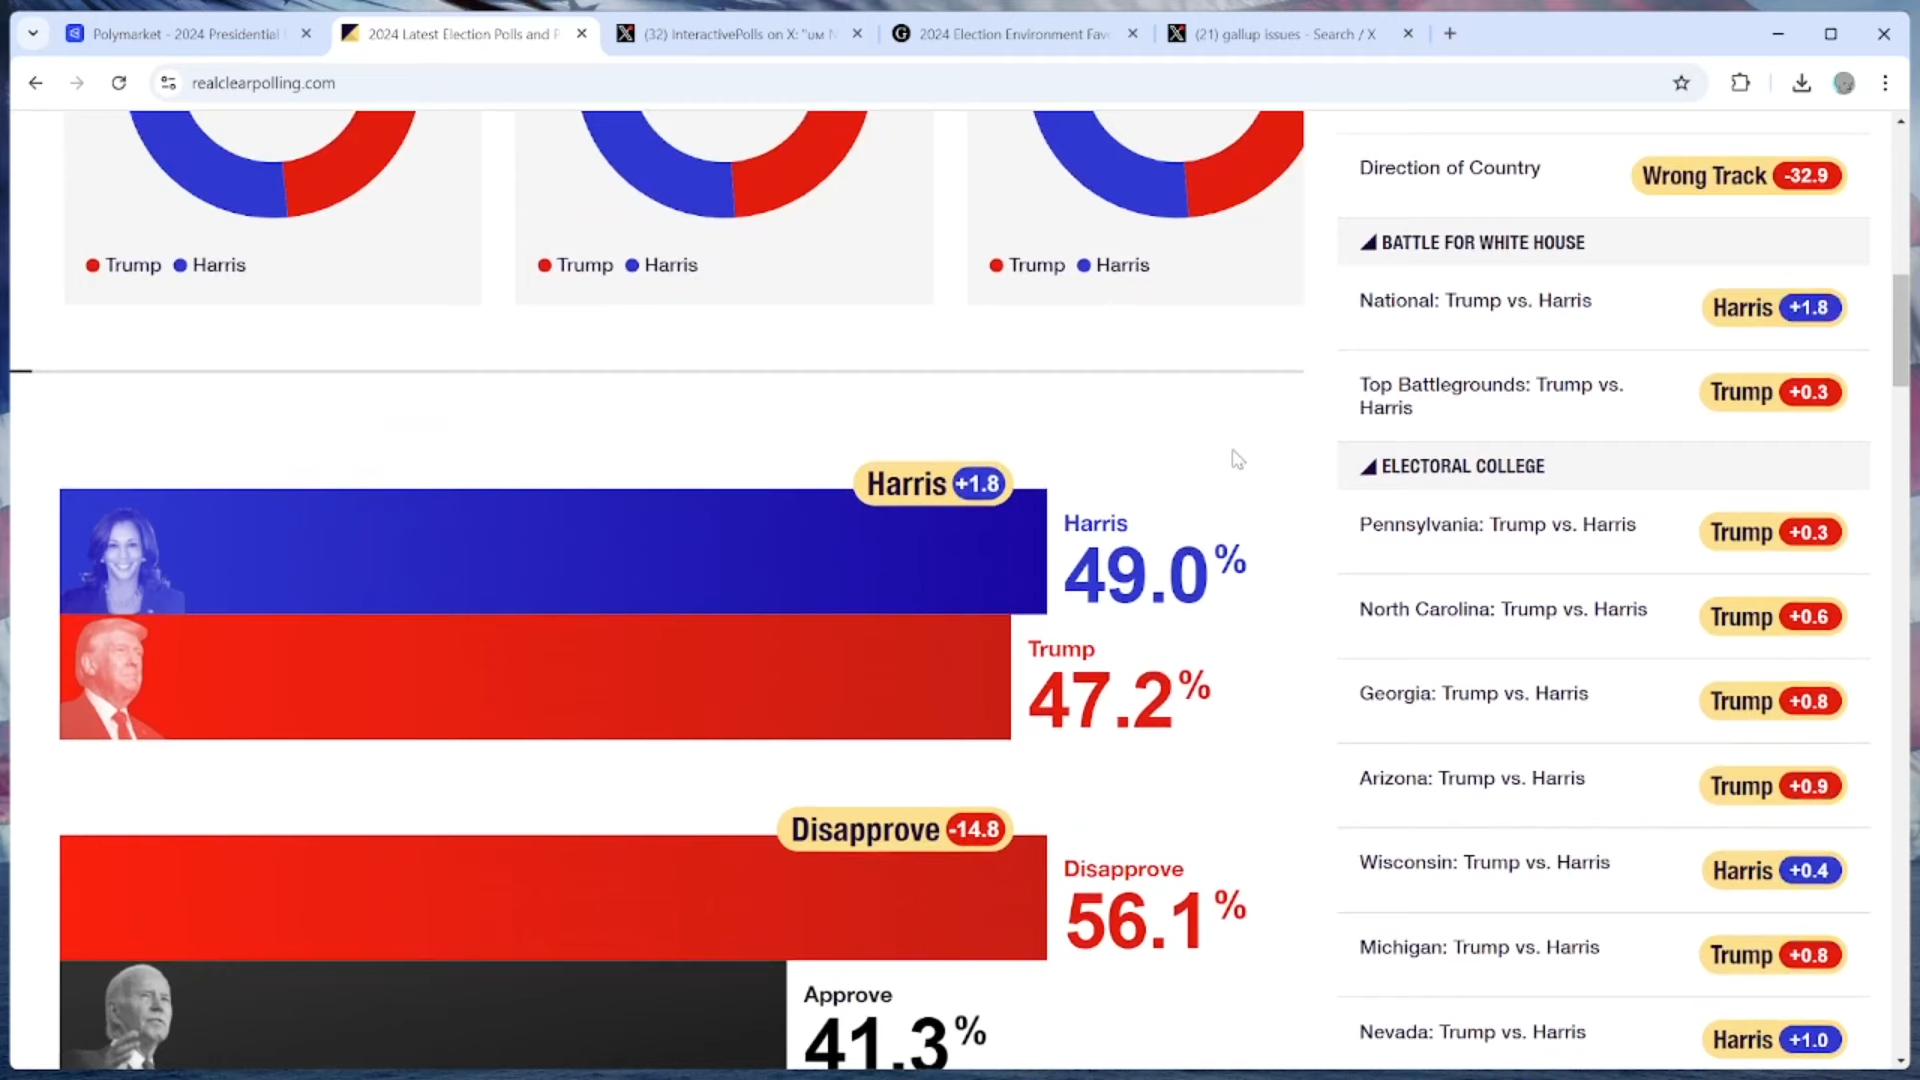 Polymarket - 2024 Presidential
2024 Latest Election Polls and P
(32) InteractivePolls on X: "UM N
2024 Election Environment Fav
(21) gallup issues - Search / X
realclearpolling.com
Trump Harris
Trump Harris
Trump Harris
Harris +1.8
Harris
49.0%
Trump
47.2%
Disapprove -14.8
Disapprove
56.1%
Approve
41.3%
Direction of Country
Wrong Track -32.9
BATTLE FOR WHITE HOUSE
National: Trump vs. Harris
Harris +1.8
Top Battlegrounds: Trump vs.
Harris
Trump +0.3
ELECTORAL COLLEGE
Pennsylvania: Trump vs. Harris
Trump +0.3
North Carolina: Trump vs. Harris
Trump +0.6
Georgia: Trump vs. Harris
Trump +0.8
Arizona: Trump vs. Harris
Trump +0.9
Wisconsin: Trump vs. Harris
Harris +0.4
Michigan: Trump vs. Harris
Trump +0.8
Nevada: Trump vs. Harris
Harris +1.0